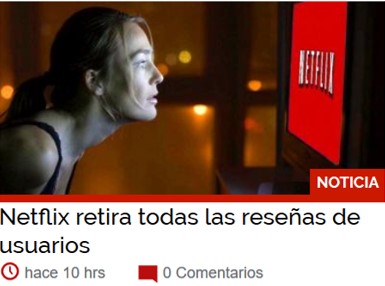 NETFLIX
NOTICIA
Netflix retira todas las reseñas de
usuarios
hace 10 hrs 0 Comentarios